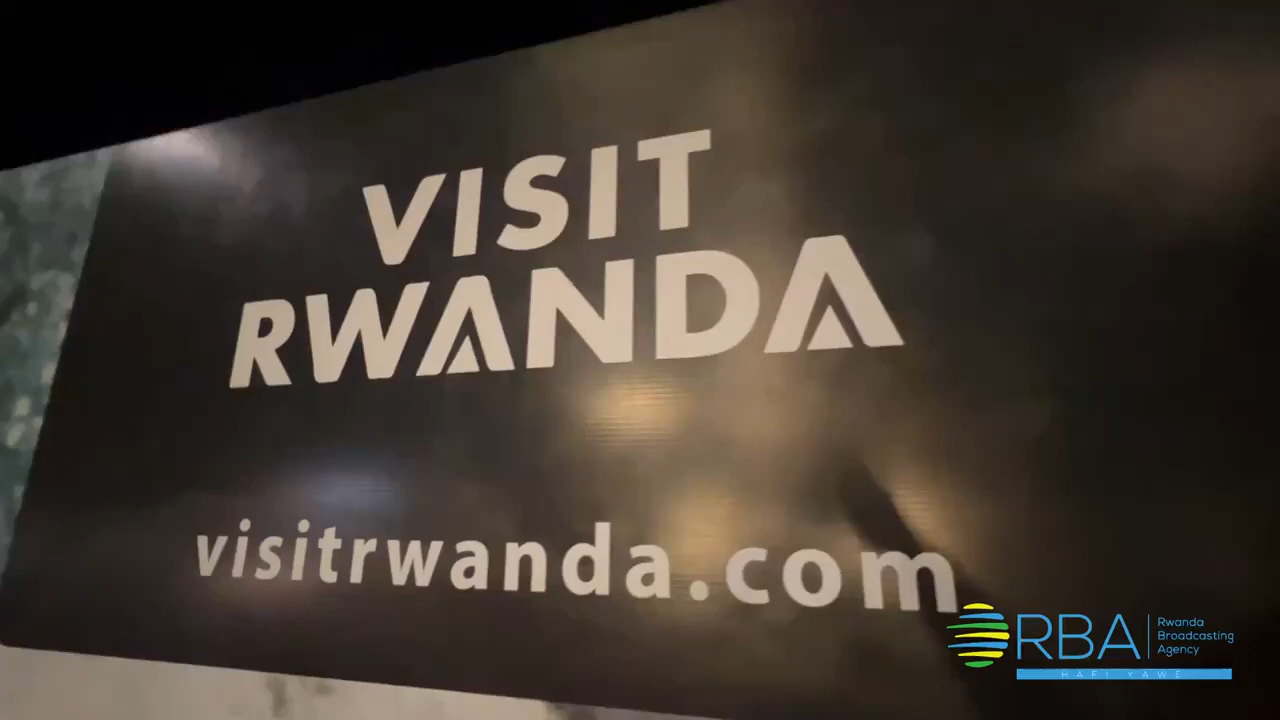 VISIT
RWANDA
visitrwanda.com
RBA
Rwanda
Broadcasting
Agency
HAFI YAWE